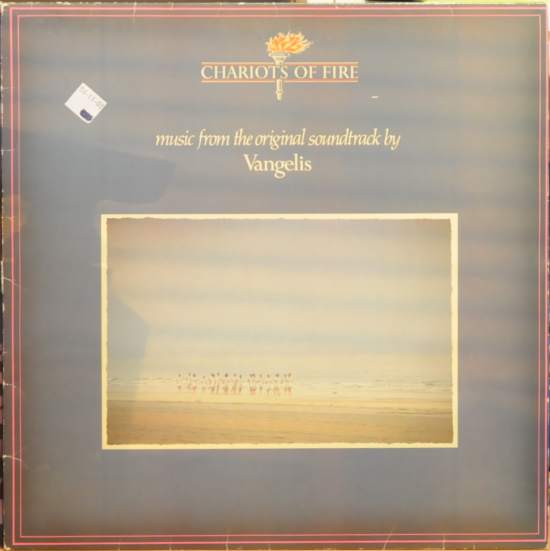 CHARIOTS OF FIRE
music from the original soundtrack by
Vangelis